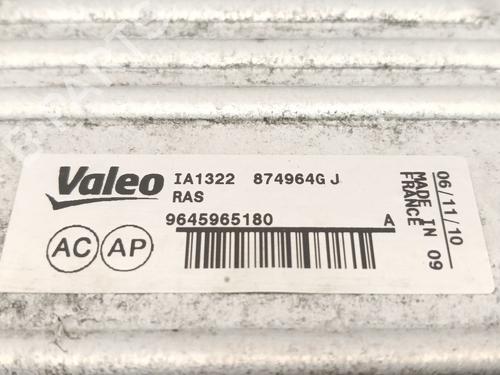 Valeo
IA1322 874964G J
RAS
9645965180 A
AC AP
06/11/10
MADE IN 09
FRANCE